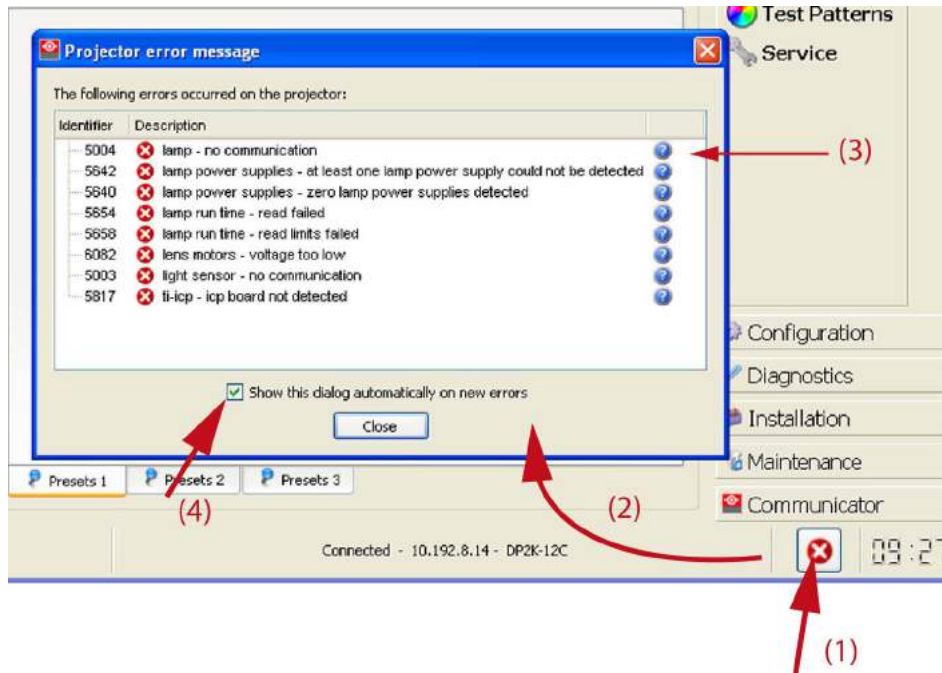 Test Patterns
Projector error message
Service
The following errors occurred on the projector:
Identifier Description
5004 lamp - no communication
(3)
5642 lamp power supplies - at least one lamp power supply could not be detected
5640 lamp power supplies - zero lamp power supplies detected
5654 lamp run time - read failed
5658 lamp run time - read limits failed
6082 lens motors - voltage too low
5003 light sensor - no communication
5817 ti-icp - icp board not detected
Configuration
Diagnostics
Show this dialog automatically on new errors
Installation
Close
Maintenance
Presets 1 Presets 2 Presets 3
Communicator
(4)
(2)
Connected - 10.192.8.14 - DP2K-12C
09:27
(1)